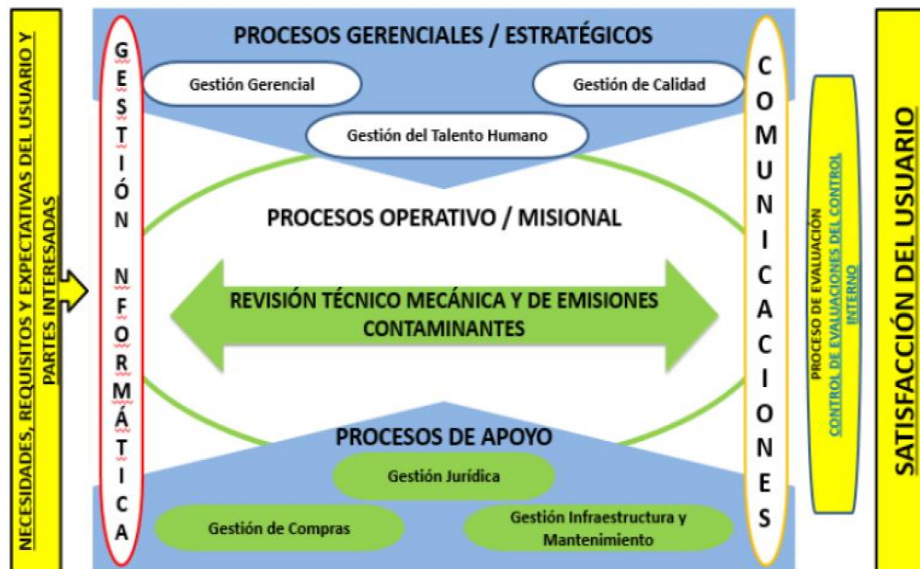 NECESIDADES, REQUISITOS Y EXPECTATIVAS DEL USUARIO Y
PARTES INTERESADAS
GESTIÓN NFORMÁTICA
PROCESOS GERENCIALES / ESTRATÉGICOS
Gestión Gerencial
Gestión de Calidad
Gestión del Talento Humano
PROCESOS OPERATIVO / MISIONAL
REVISIÓN TÉCNICO MECÁNICA Y DE EMISIONES
CONTAMINANTES
PROCESOS DE APOYO
Gestión Jurídica
Gestión de Compras
Gestión Infraestructura y
Mantenimiento
COMUNICACIONES
PROCESO DE EVALUACIÓN
CONTROL DE EVALUACIONES DEL CONTROL
INTERNO
SATISFACCIÓN DEL USUARIO